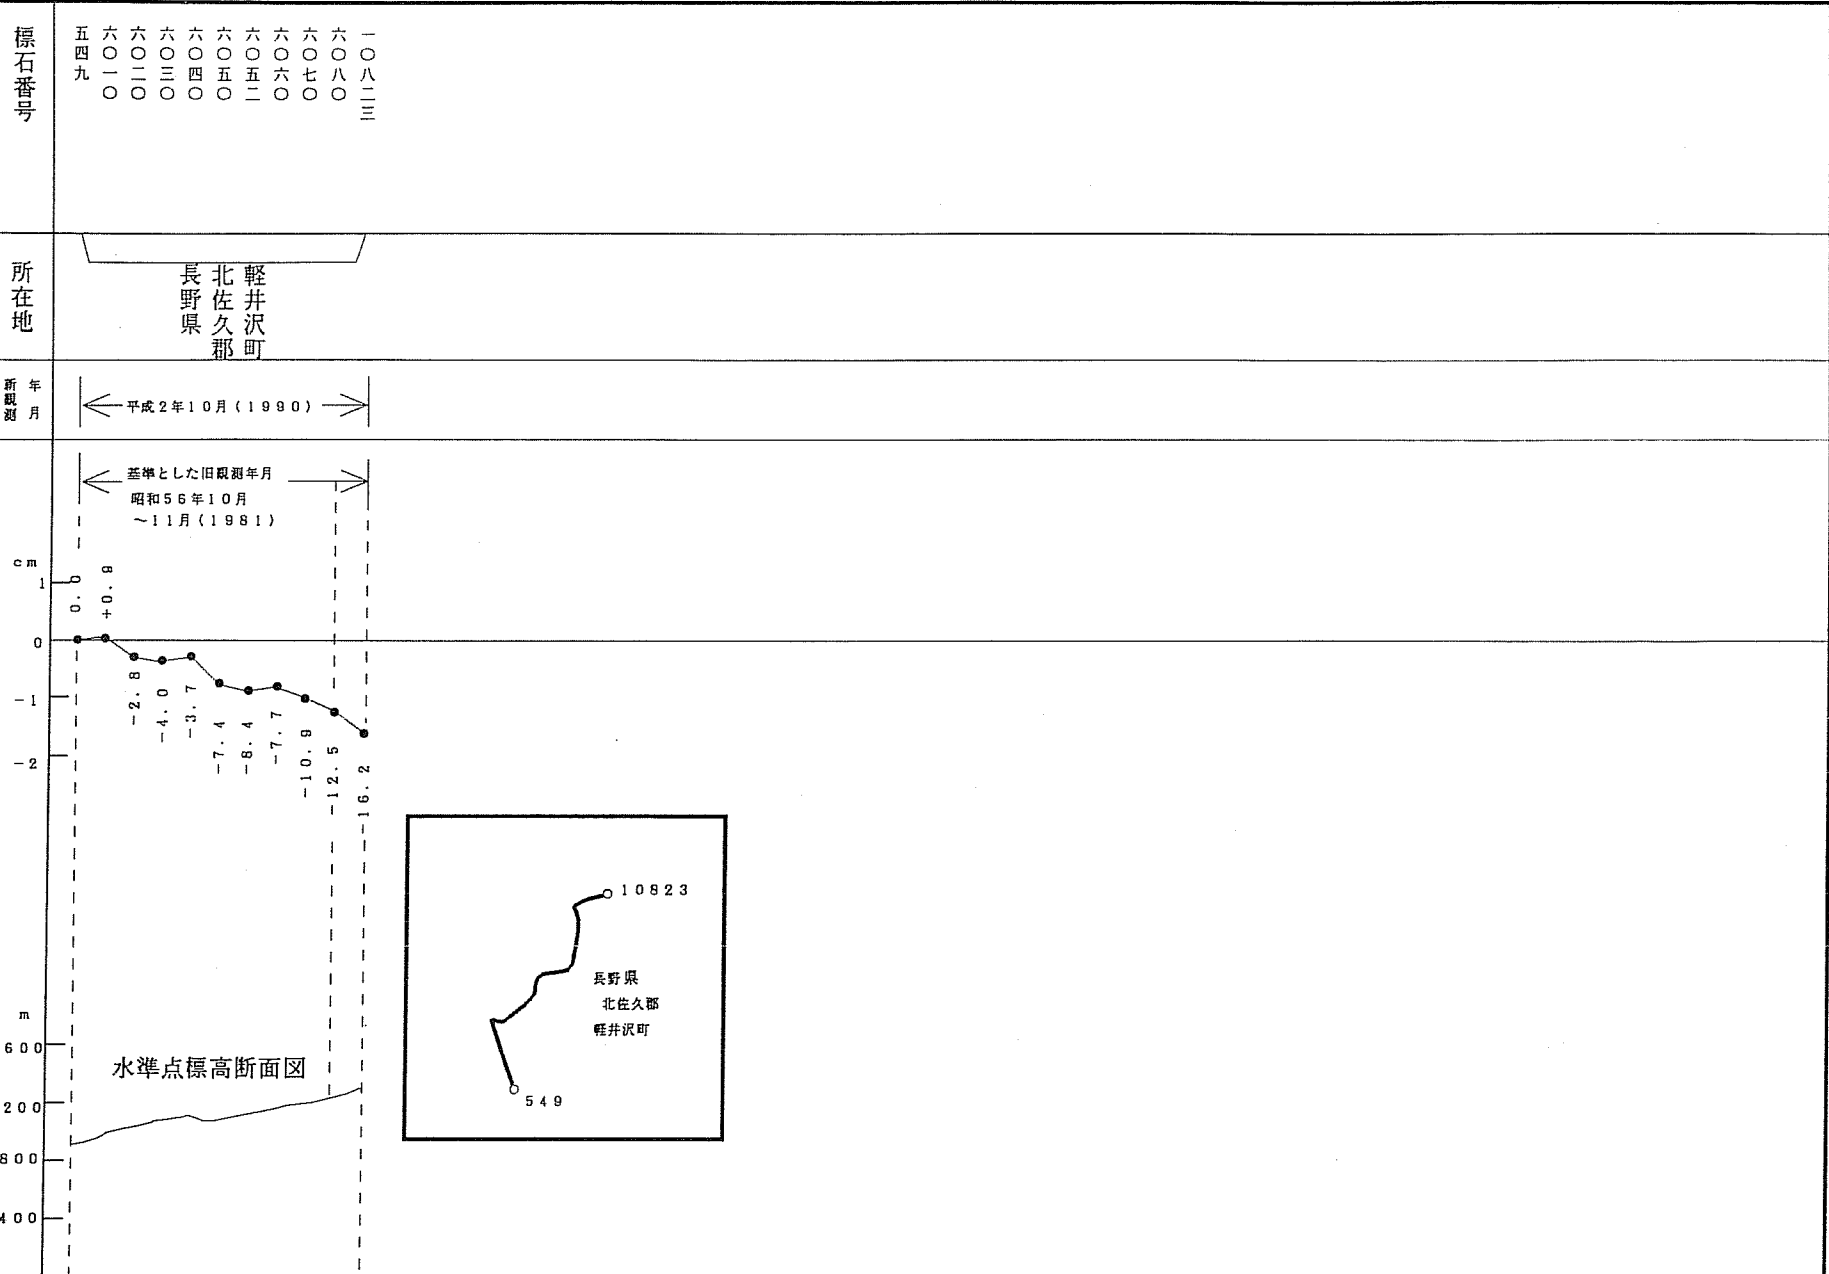 標石番号
五四九
六〇一〇
六〇二〇
六〇三〇
六〇四〇
六〇五〇
六〇五二
六〇六〇
六〇七〇
六〇八〇
一〇八二三
所在地
長野県
北佐久郡
軽井沢町
新観測
年月
平成2年10月(1990)
基準とした旧観測年月
昭和56年10月
～11月(1981)
cm
1
0
-1
-2
0.0
+0.9
-2.8
-4.0
-3.7
-7.4
-8.4
-7.7
-10.9
-12.5
-16.2
10823
長野県
北佐久郡
軽井沢町
549
m
600
200
800
400
水準点標高断面図